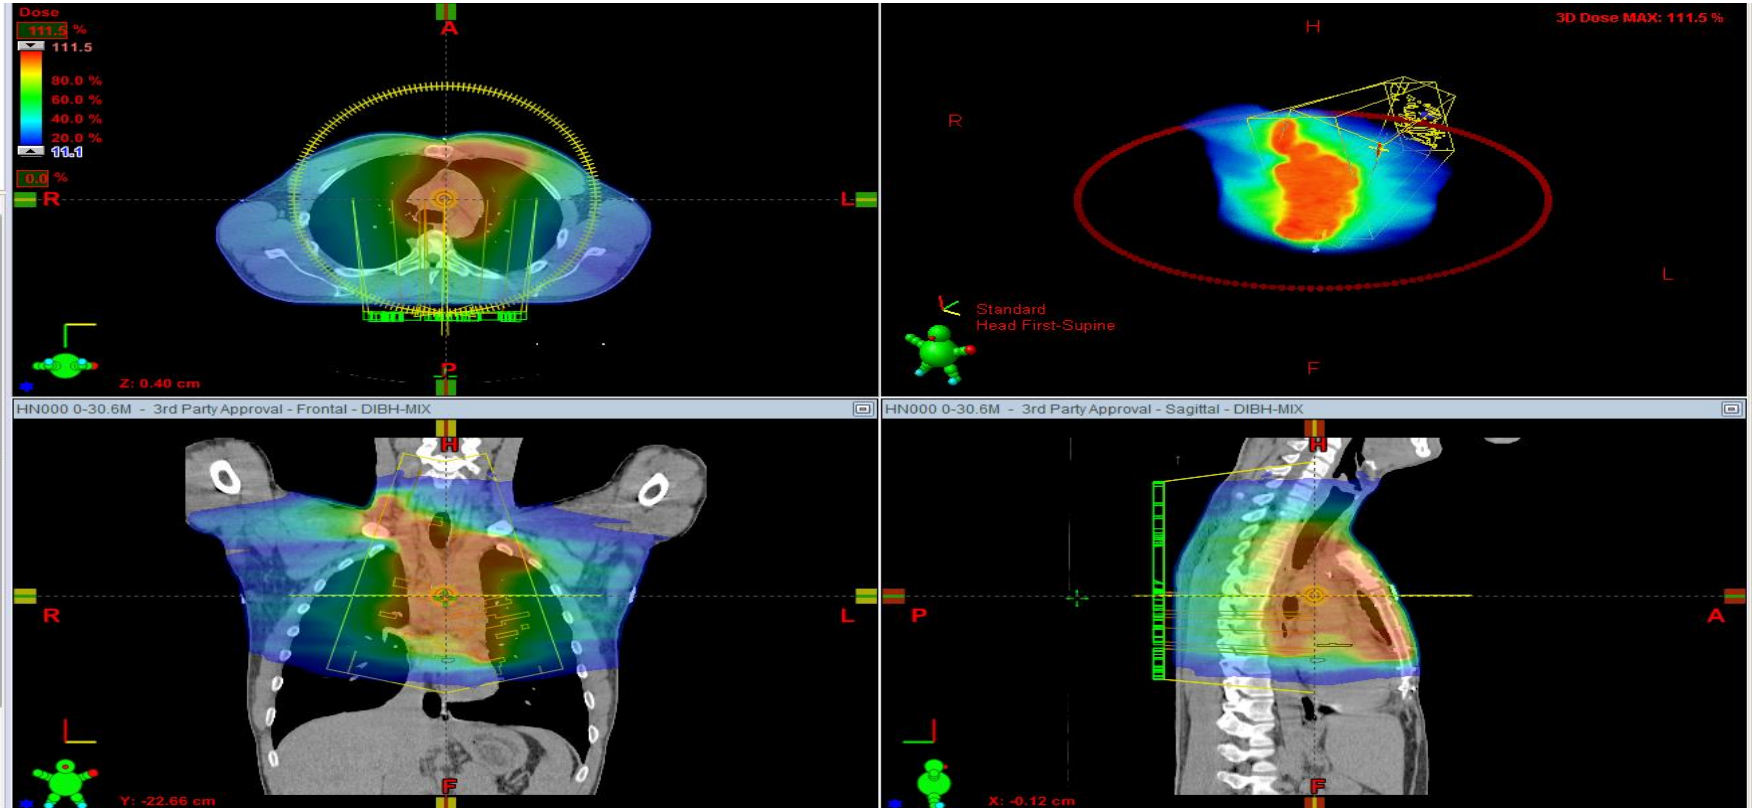 Dose
111.5 %
111.5
80.0 %
60.0 %
40.0 %
20.0 %
11.1
0.0 %
A
R
L
P
Z: 0.40 cm
3D Dose MAX: 111.5 %
H
R
L
Standard
Head First-Supine
F
HN000 0-30.6M - 3rd Party Approval - Frontal - DIBH-MIX
H
R
L
F
Y: -22.66 cm
HN000 0-30.6M - 3rd Party Approval - Sagittal - DIBH-MIX
H
P
A
F
X: -0.12 cm